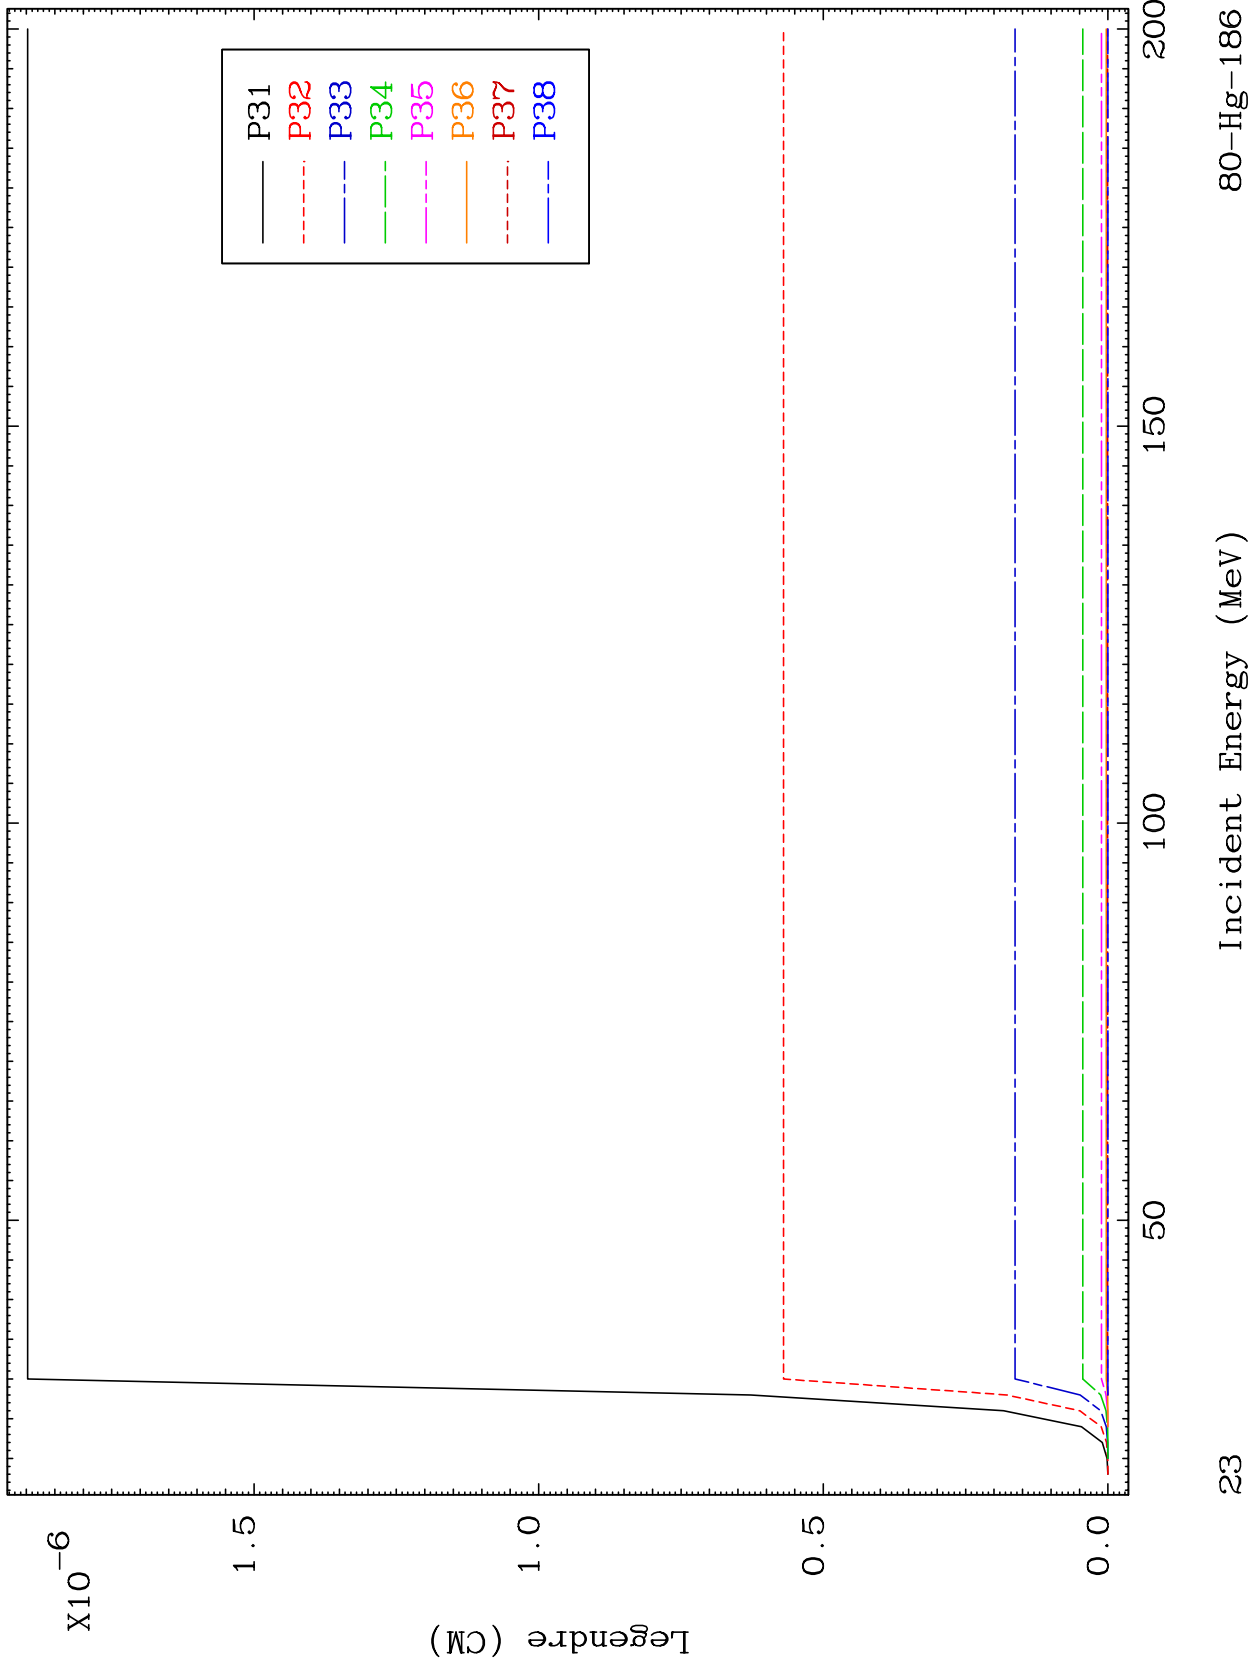 X10-6
Legendre (CM)
1.5
1.0
0.5
0.0
P31
P32
P33
P34
P35
P36
P37
P38
50
100
150
200
23
Incident Energy (MeV)
80-Hg-186